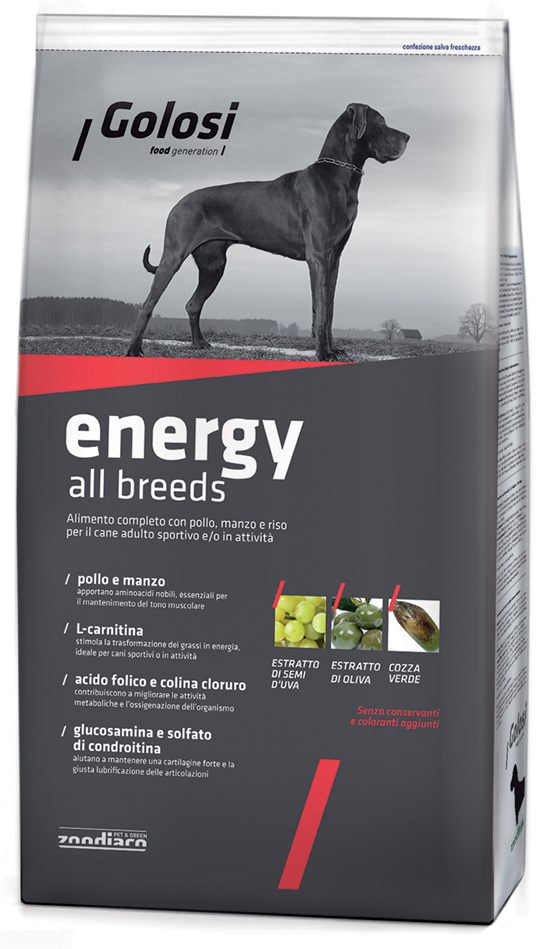 confezione salva freschezza
Golosi
food generation
energy
all breeds
Alimento completo con pollo, manzo e riso
per il cane adulto sportivo e/o in attività
/ pollo e manzo
apportano aminoacidi nobili, essenziali per
il mantenimento del tono muscolare
/ L-carnitina
stimola la trasformazione dei grassi in energia,
ideale per cani sportivi o in attività
/ acido folico e colina cloruro
contribuiscono a migliorare le attività
metaboliche e l'ossigenazione dell'organismo
/ glucosamina e solfato
di condroitina
aiutano a mantenere una cartilagine forte e la
giusta lubrificazione delle articolazioni
ESTRATTO
DI SEMI
D'UVA
ESTRATTO
DI OLIVA
COZZA
VERDE
Senza conservanti
e coloranti aggiunti
PET & GREEN
zoodiaco
Golosi